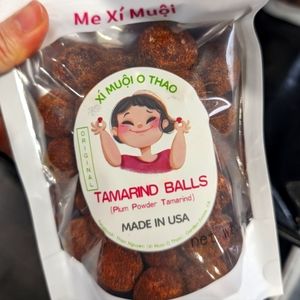 Me Xí Muội
XÍ MUỘI Ô THAO
ORIGINAL
TAMARIND BALLS
(Plum Powder Tamarind)
MADE IN USA